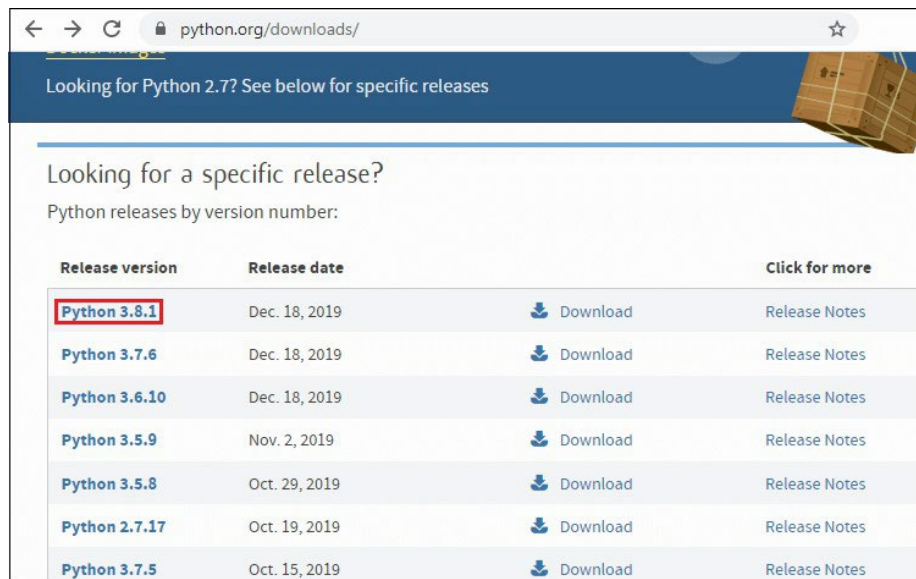 python.org/downloads/
Looking for Python 2.7? See below for specific releases
Looking for a specific release?
Python releases by version number:
Release version Release date Click for more
Python 3.8.1 Dec. 18, 2019 Download Release Notes
Python 3.7.6 Dec. 18, 2019 Download Release Notes
Python 3.6.10 Dec. 18, 2019 Download Release Notes
Python 3.5.9 Nov. 2, 2019 Download Release Notes
Python 3.5.8 Oct. 29, 2019 Download Release Notes
Python 2.7.17 Oct. 19, 2019 Download Release Notes
Python 3.7.5 Oct. 15, 2019 Download Release Notes